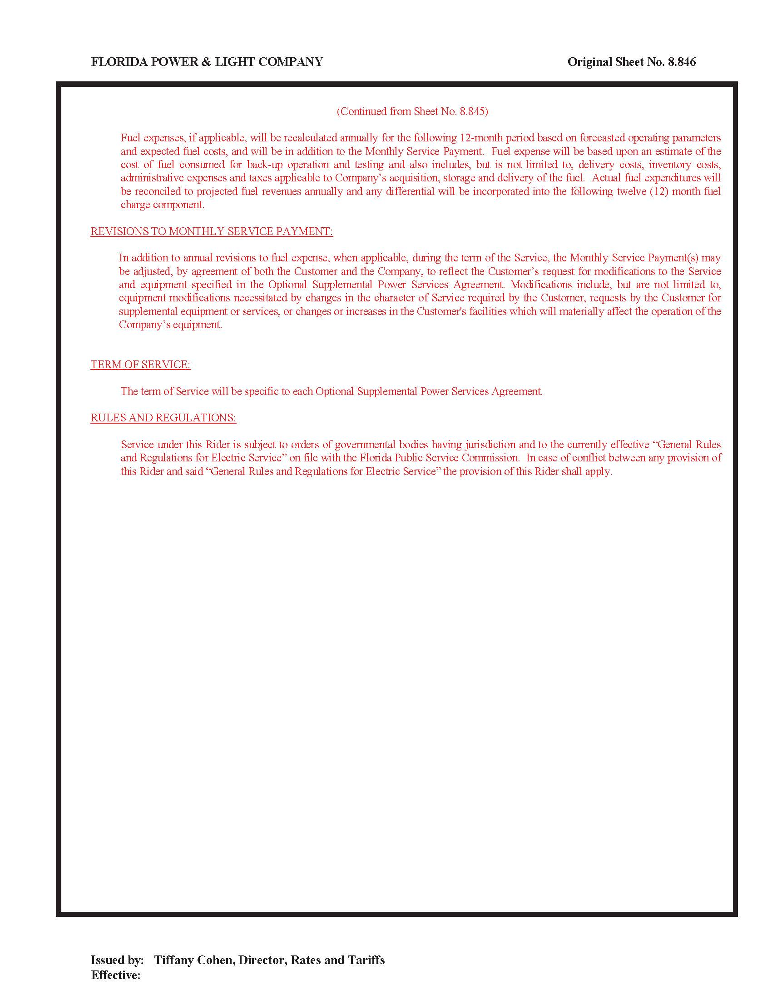 FLORIDA POWER & LIGHT COMPANY Original Sheet No. 8.846
(Continued from Sheet No. 8.845)
Fuel expenses, if applicable, will be recalculated annually for the following 12-month period based on forecasted operating parameters
and expected fuel costs, and will be in addition to the Monthly Service Payment. Fuel expense will be based upon an estimate of the
cost of fuel consumed for back-up operation and testing and also includes, but is not limited to, delivery costs, inventory costs,
administrative expenses and taxes applicable to Company’s acquisition, storage and delivery of the fuel. Actual fuel expenditures will
be reconciled to projected fuel revenues annually and any differential will be incorporated into the following twelve (12) month fuel
charge component.
REVISIONS TO MONTHLY SERVICE PAYMENT:
In addition to annual revisions to fuel expense, when applicable, during the term of the Service, the Monthly Service Payment(s) may
be adjusted, by agreement of both the Customer and the Company, to reflect the Customer’s request for modifications to the Service
and equipment specified in the Optional Supplemental Power Services Agreement. Modifications include, but are not limited to,
equipment modifications necessitated by changes in the character of Service required by the Customer, requests by the Customer for
supplemental equipment or services, or changes or increases in the Customer's facilities which will materially affect the operation of the
Company’s equipment.
TERM OF SERVICE:
The term of Service will be specific to each Optional Supplemental Power Services Agreement.
RULES AND REGULATIONS:
Service under this Rider is subject to orders of governmental bodies having jurisdiction and to the currently effective “General Rules
and Regulations for Electric Service” on file with the Florida Public Service Commission. In case of conflict between any provision of
this Rider and said “General Rules and Regulations for Electric Service” the provision of this Rider shall apply.
Issued by: Tiffany Cohen, Director, Rates and Tariffs
Effective: